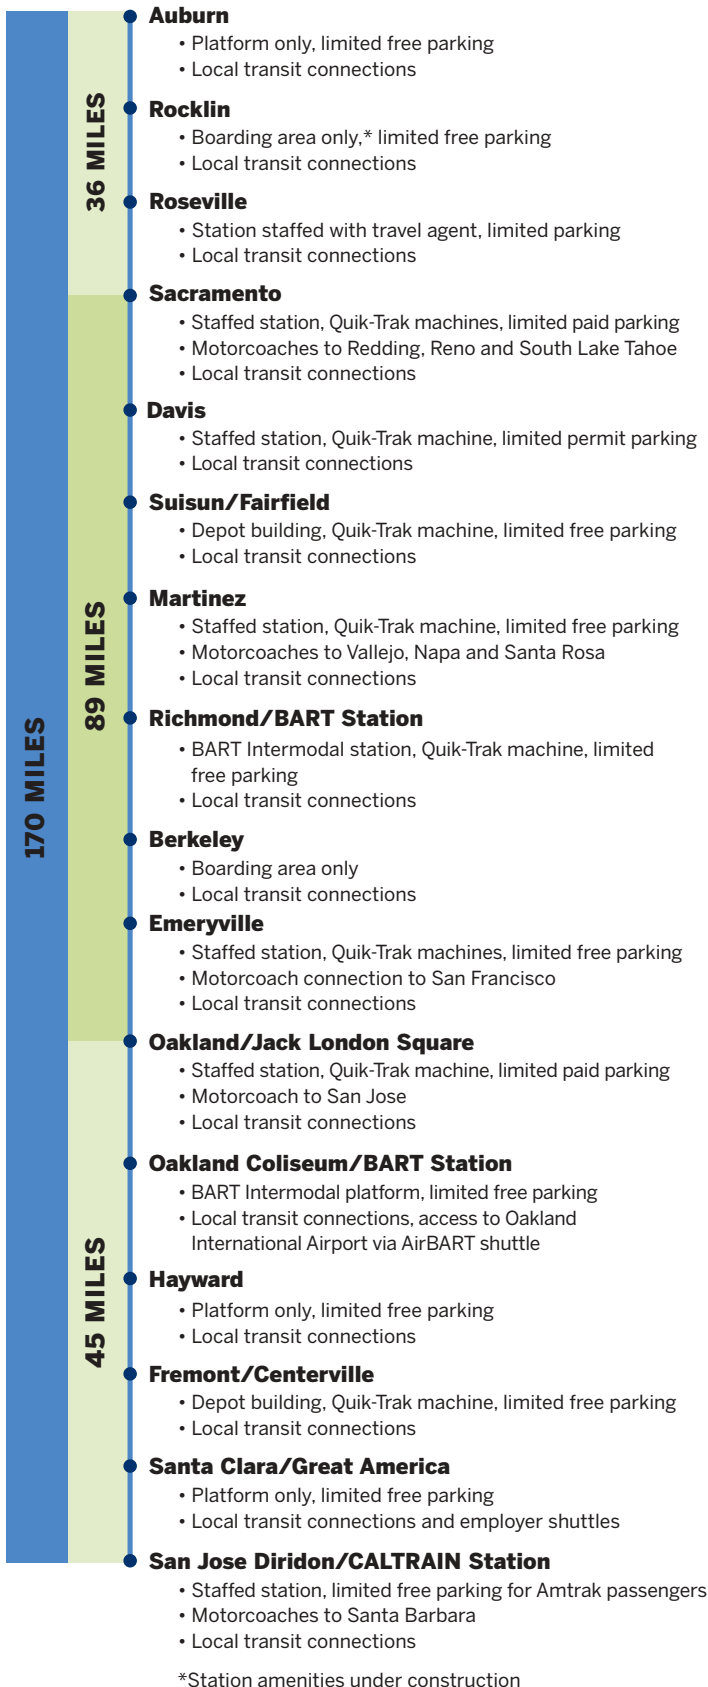 Auburn
• Platform only, limited free parking
• Local transit connections
Rocklin
• Boarding area only,* limited free parking
• Local transit connections
Roseville
• Station staffed with travel agent, limited parking
• Local transit connections
36 MILES
Sacramento
• Staffed station, Quik-Trak machines, limited paid parking
• Motorcoaches to Redding, Reno and South Lake Tahoe
• Local transit connections
Davis
• Staffed station, Quik-Trak machine, limited permit parking
• Local transit connections
Suisun/Fairfield
• Depot building, Quik-Trak machine, limited free parking
• Local transit connections
Martinez
• Staffed station, Quik-Trak machine, limited free parking
• Motorcoaches to Vallejo, Napa and Santa Rosa
• Local transit connections
89 MILES
Richmond/BART Station
• BART Intermodal station, Quik-Trak machine, limited
free parking
• Local transit connections
170 MILES
Berkeley
• Boarding area only
• Local transit connections
Emeryville
• Staffed station, Quik-Trak machines, limited free parking
• Motorcoach connection to San Francisco
• Local transit connections
Oakland/Jack London Square
• Staffed station, Quik-Trak machine, limited paid parking
• Motorcoach to San Jose
• Local transit connections
Oakland Coliseum/BART Station
• BART Intermodal platform, limited free parking
• Local transit connections, access to Oakland
International Airport via AirBART shuttle
45 MILES
Hayward
• Platform only, limited free parking
• Local transit connections
Fremont/Centerville
• Depot building, Quik-Trak machine, limited free parking
• Local transit connections
Santa Clara/Great America
• Platform only, limited free parking
• Local transit connections and employer shuttles
San Jose Diridon/CALTRAIN Station
• Staffed station, limited free parking for Amtrak passengers
• Motorcoaches to Santa Barbara
• Local transit connections
*Station amenities under construction